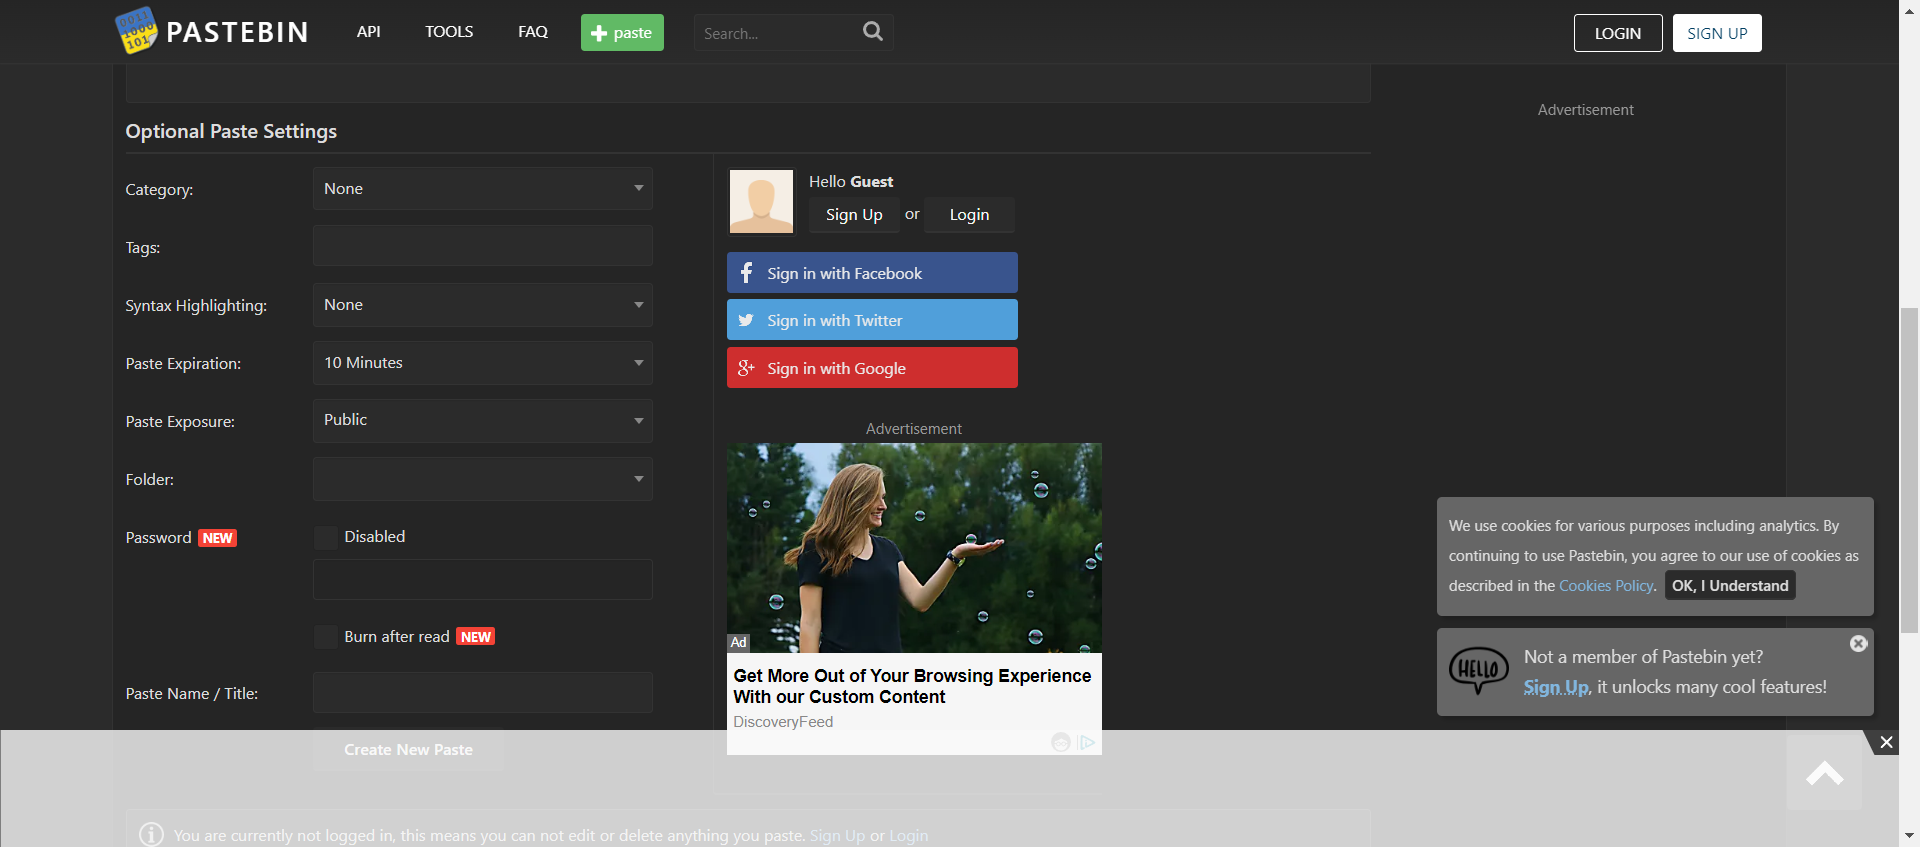 0011
1000
101
PASTEBIN
API
TOOLS
FAQ
paste
Search...
LOGIN
SIGN UP
Advertisement
Optional Paste Settings
Category:
None
Tags:
Syntax Highlighting:
None
Paste Expiration:
10 Minutes
Paste Exposure:
Public
Folder:
Password NEW
Disabled
Burn after read NEW
Paste Name / Title:
Create New Paste
Hello Guest
Sign Up or Login
Sign in with Facebook
Sign in with Twitter
Sign in with Google
Advertisement
Ad
Get More Out of Your Browsing Experience
With our Custom Content
DiscoveryFeed
We use cookies for various purposes including analytics. By
continuing to use Pastebin, you agree to our use of cookies as
described in the Cookies Policy. OK, I Understand
HELLO
Not a member of Pastebin yet?
Sign Up, it unlocks many cool features!
You are currently not logged in, this means you can not edit or delete anything you paste. Sign Up or Login